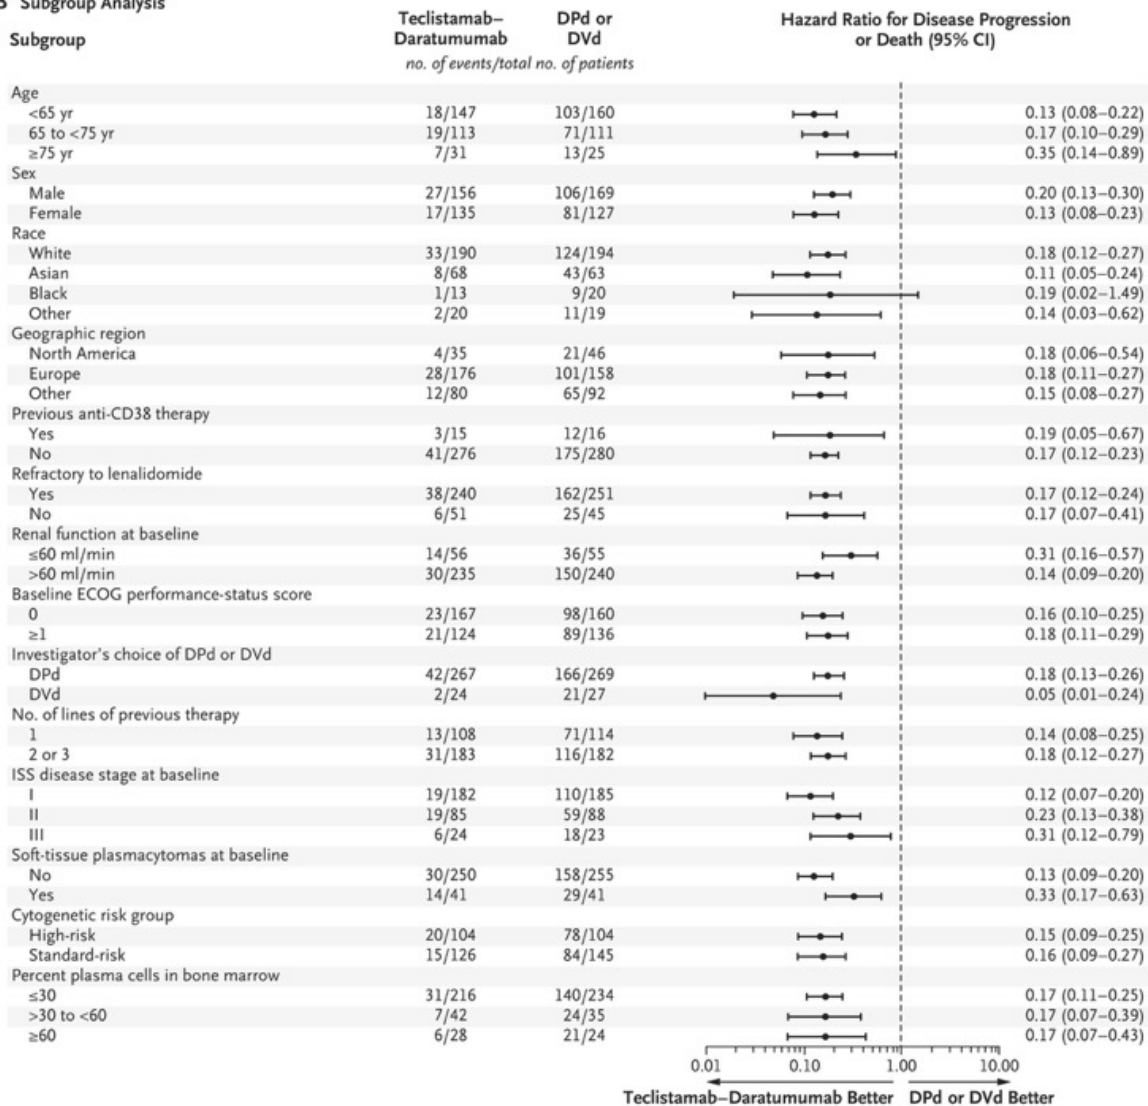 B Subgroup Analysis
Subgroup Teclistamab– Daratumumab DPd or DVd Hazard Ratio for Disease Progression or Death (95% CI)
no. of events/total no. of patients
Age
<65 yr 18/147 103/160 0.13 (0.08–0.22)
65 to <75 yr 19/113 71/111 0.17 (0.10–0.29)
≥75 yr 7/31 13/25 0.35 (0.14–0.89)
Sex
Male 27/156 106/169 0.20 (0.13–0.30)
Female 17/135 81/127 0.13 (0.08–0.23)
Race
White 33/190 124/194 0.18 (0.12–0.27)
Asian 8/68 43/63 0.11 (0.05–0.24)
Black 1/13 9/20 0.19 (0.02–1.49)
Other 2/20 11/19 0.14 (0.03–0.62)
Geographic region
North America 4/35 21/46 0.18 (0.06–0.54)
Europe 28/176 101/158 0.18 (0.11–0.27)
Other 12/80 65/92 0.15 (0.08–0.27)
Previous anti-CD38 therapy
Yes 3/15 12/16 0.19 (0.05–0.67)
No 41/276 175/280 0.17 (0.12–0.23)
Refractory to lenalidomide
Yes 38/240 162/251 0.17 (0.12–0.24)
No 6/51 25/45 0.17 (0.07–0.41)
Renal function at baseline
≤60 ml/min 14/56 36/55 0.31 (0.16–0.57)
>60 ml/min 30/235 150/240 0.14 (0.09–0.20)
Baseline ECOG performance-status score
0 23/167 98/160 0.16 (0.10–0.25)
≥1 21/124 89/136 0.18 (0.11–0.29)
Investigator's choice of DPd or DVd
DPd 42/267 166/269 0.18 (0.13–0.26)
DVd 2/24 21/27 0.05 (0.01–0.24)
No. of lines of previous therapy
1 13/108 71/114 0.14 (0.08–0.25)
2 or 3 31/183 116/182 0.18 (0.12–0.27)
ISS disease stage at baseline
I 19/182 110/185 0.12 (0.07–0.20)
II 19/85 59/88 0.23 (0.13–0.38)
III 6/24 18/23 0.31 (0.12–0.79)
Soft-tissue plasmacytomas at baseline
No 30/250 158/255 0.13 (0.09–0.20)
Yes 14/41 29/41 0.33 (0.17–0.63)
Cytogenetic risk group
High-risk 20/104 78/104 0.15 (0.09–0.25)
Standard-risk 15/126 84/145 0.16 (0.09–0.27)
Percent plasma cells in bone marrow
≤30 31/216 140/234 0.17 (0.11–0.25)
>30 to <60 7/42 24/35 0.17 (0.07–0.39)
≥60 6/28 21/24 0.17 (0.07–0.43)
0.01 0.10 1.00 10.00
Teclistamab–Daratumumab Better DPd or DVd Better